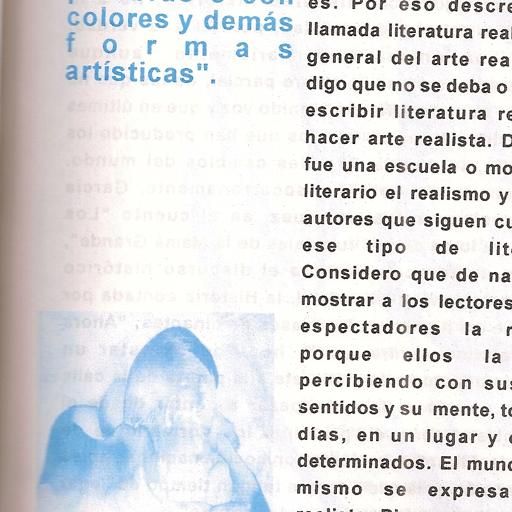 colores y demás
formas
artísticas".
es. Por eso descre
llamada literatura real
general del arte rea
digo que no se deba o
escribir literatura re
hacer arte realista. D
fue una escuela o mo
literario el realismo y
autores que siguen cu
ese tipo de lit
Considero que de na
mostrar a los lectores
espectadores la r
porque ellos la
percibiendo con sus
sentidos y su mente, to
días, en un lugar y
determinados. El mund
mismo se expresa